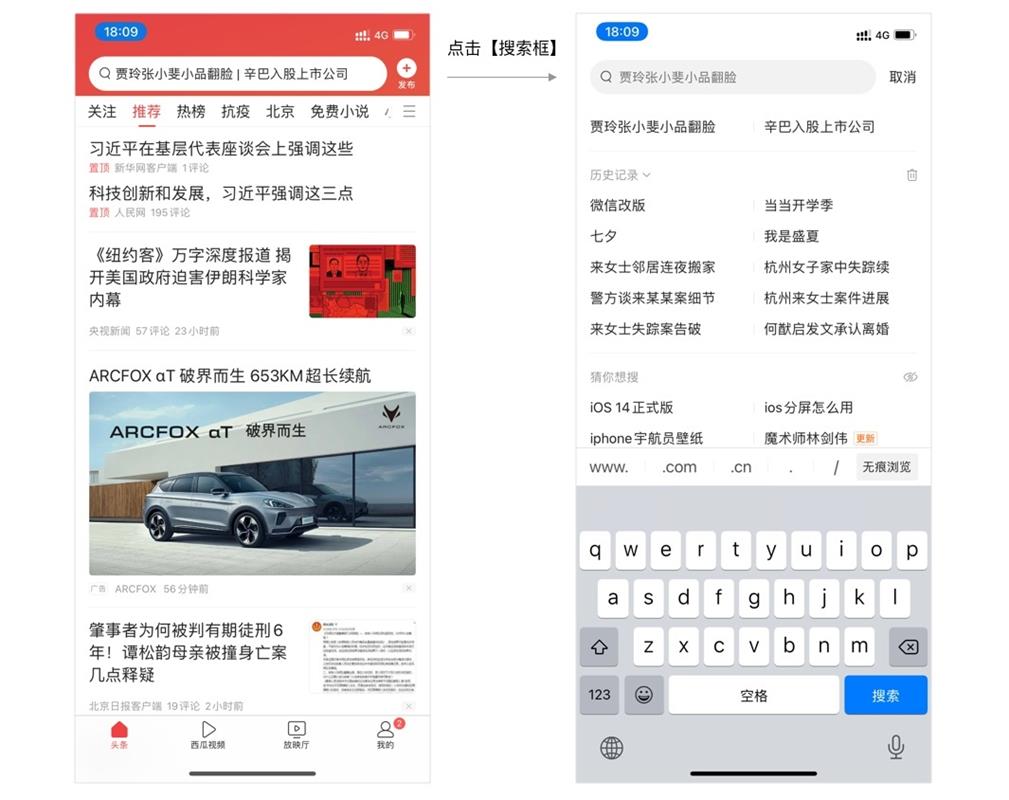 18:09
4G
贾玲张小斐小品翻脸 | 辛巴入股上市公司
发布
关注 推荐 热榜 抗疫 北京 免费小说
习近平在基层代表座谈会上强调这些
置顶 新华网客户端 1评论
科技创新和发展，习近平强调这三点
置顶 人民网 195评论
《纽约客》万字深度报道 揭
开美国政府迫害伊朗科学家
内幕
央视新闻 57评论 23小时前
ARCFOX αT 破界而生 653KM超长续航
ARCFOX αT 破界而生
ARCFOX
广告 ARCFOX 56分钟前
肇事者为何被判有期徒刑6
年！谭松韵母亲被撞身亡案
几点释疑
北京日报客户端 19评论 2小时前
头条 西瓜视频 放映厅 我的 2
点击【搜索框】
18:09
4G
贾玲张小斐小品翻脸 取消
贾玲张小斐小品翻脸 辛巴入股上市公司
历史记录
微信改版 当当开学季
七夕 我是盛夏
来女士邻居连夜搬家 杭州女子家中失踪续
警方谈来某某案细节 杭州来女士案件进展
来女士失踪案告破 何猷启发文承认离婚
猜你想搜
iOS 14正式版 ios分屏怎么用
iphone宇航员壁纸 魔术师林剑伟 更新
www. .com .cn . / 无痕浏览
q w e r t y u i o p
a s d f g h j k l
z x c v b n m
123 空格 搜索